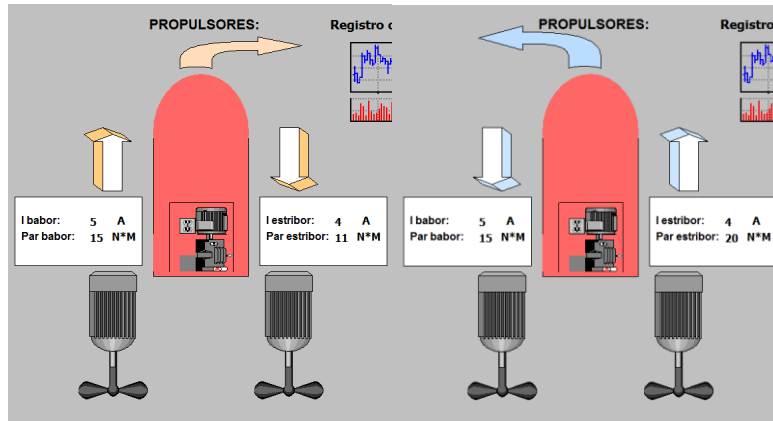 PROPULSORES:
Registro
I babor: 5 A
Par babor: 15 N*M
I estribor: 4 A
Par estribor: 11 N*M
PROPULSORES:
Registro
I babor: 5 A
Par babor: 15 N*M
I estribor: 4 A
Par estribor: 20 N*M